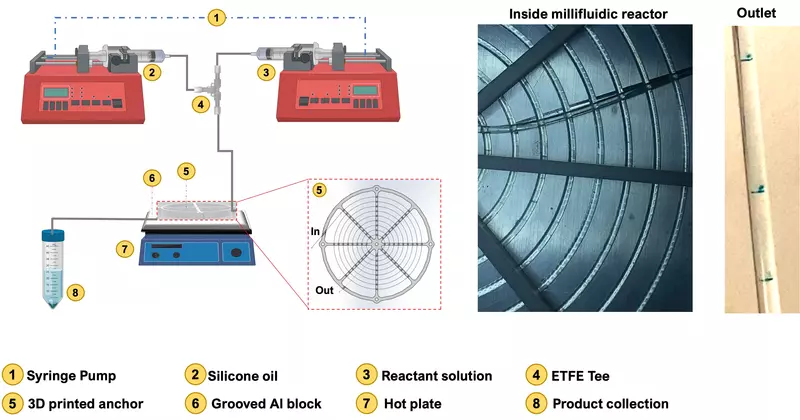 1
Inside millifluidic reactor
Outlet
2
3
4
5
6
5
In
7
Out
8
1 Syringe Pump
2 Silicone oil
3 Reactant solution
4 ETFE Tee
5 3D printed anchor
6 Grooved Al block
7 Hot plate
8 Product collection